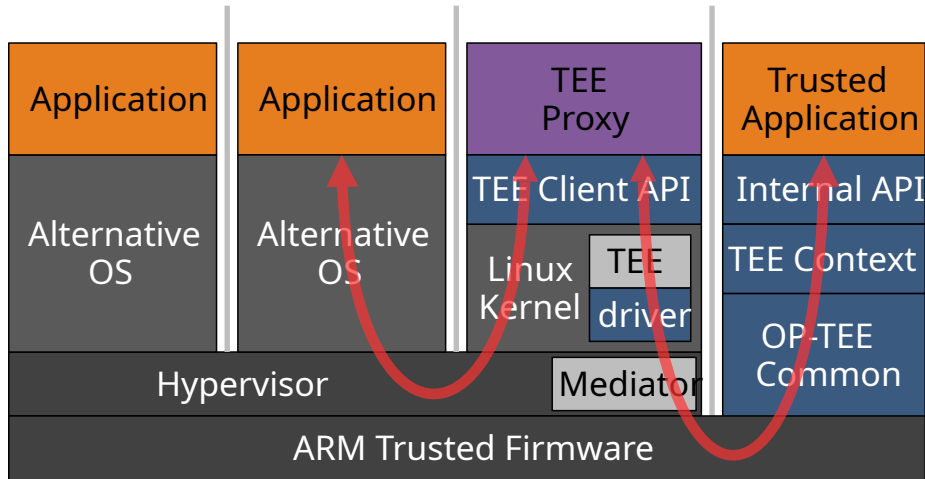 Application
Application
TEE
Proxy
Trusted
Application
Alternative
OS
Alternative
OS
TEE Client API
Internal API
Linux
Kernel
TEE
driver
TEE Context
OP-TEE
Common
Hypervisor
Mediator
ARM Trusted Firmware